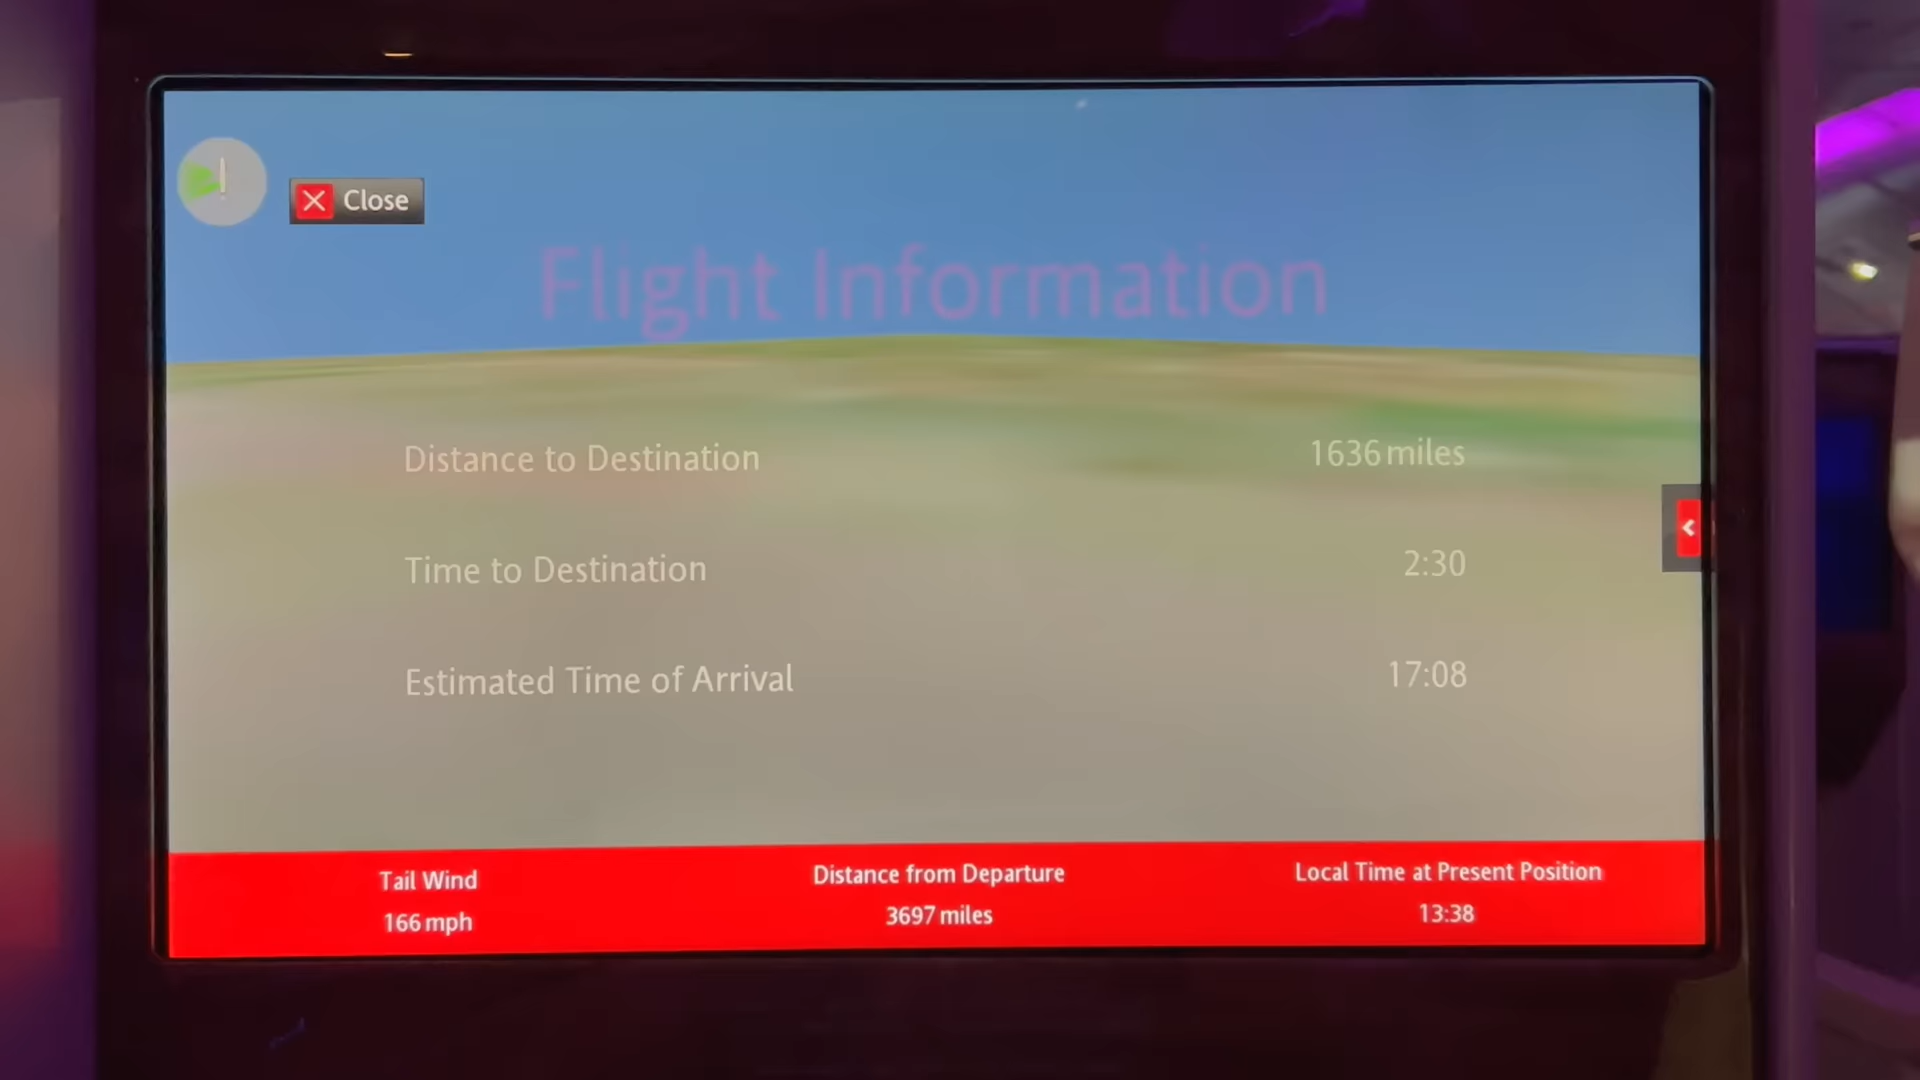 Close
Flight Information
Distance to Destination 1636 miles
Time to Destination 2:30
Estimated Time of Arrival 17:08
Tail Wind
166 mph
Distance from Departure
3697 miles
Local Time at Present Position
13:38